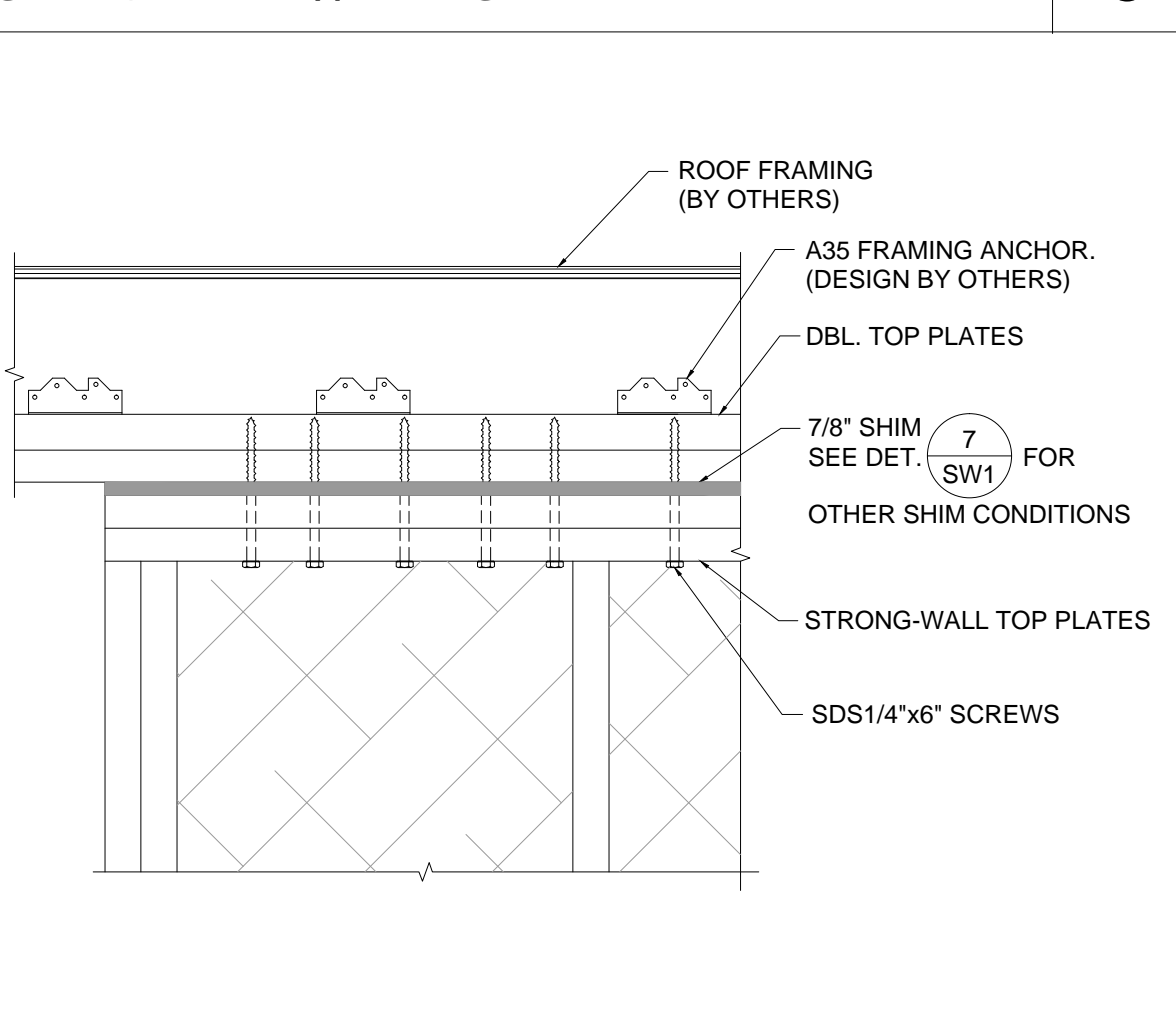 ROOF FRAMING
(BY OTHERS)
A35 FRAMING ANCHOR.
(DESIGN BY OTHERS)
DBL. TOP PLATES
7/8" SHIM
SEE DET. 7 SW1 FOR
OTHER SHIM CONDITIONS
STRONG-WALL TOP PLATES
SDS1/4"x6" SCREWS